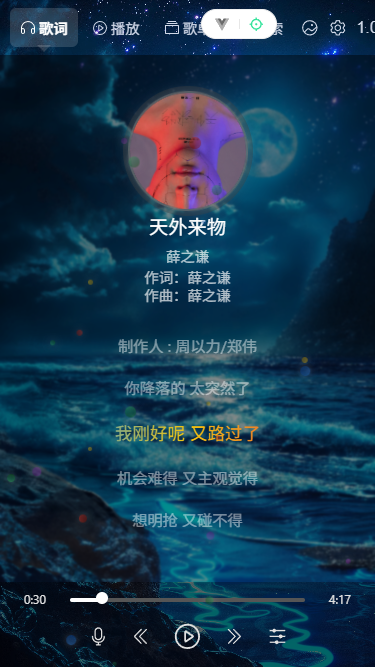 歌词 播放 歌单 索 1.0
天外来物
薛之谦
作词：薛之谦
作曲：薛之谦
制作人 : 周以力/郑伟
你降落的 太突然了
我刚好呢 又路过了
机会难得 又主观觉得
想明抢 又碰不得
0:30 4:17